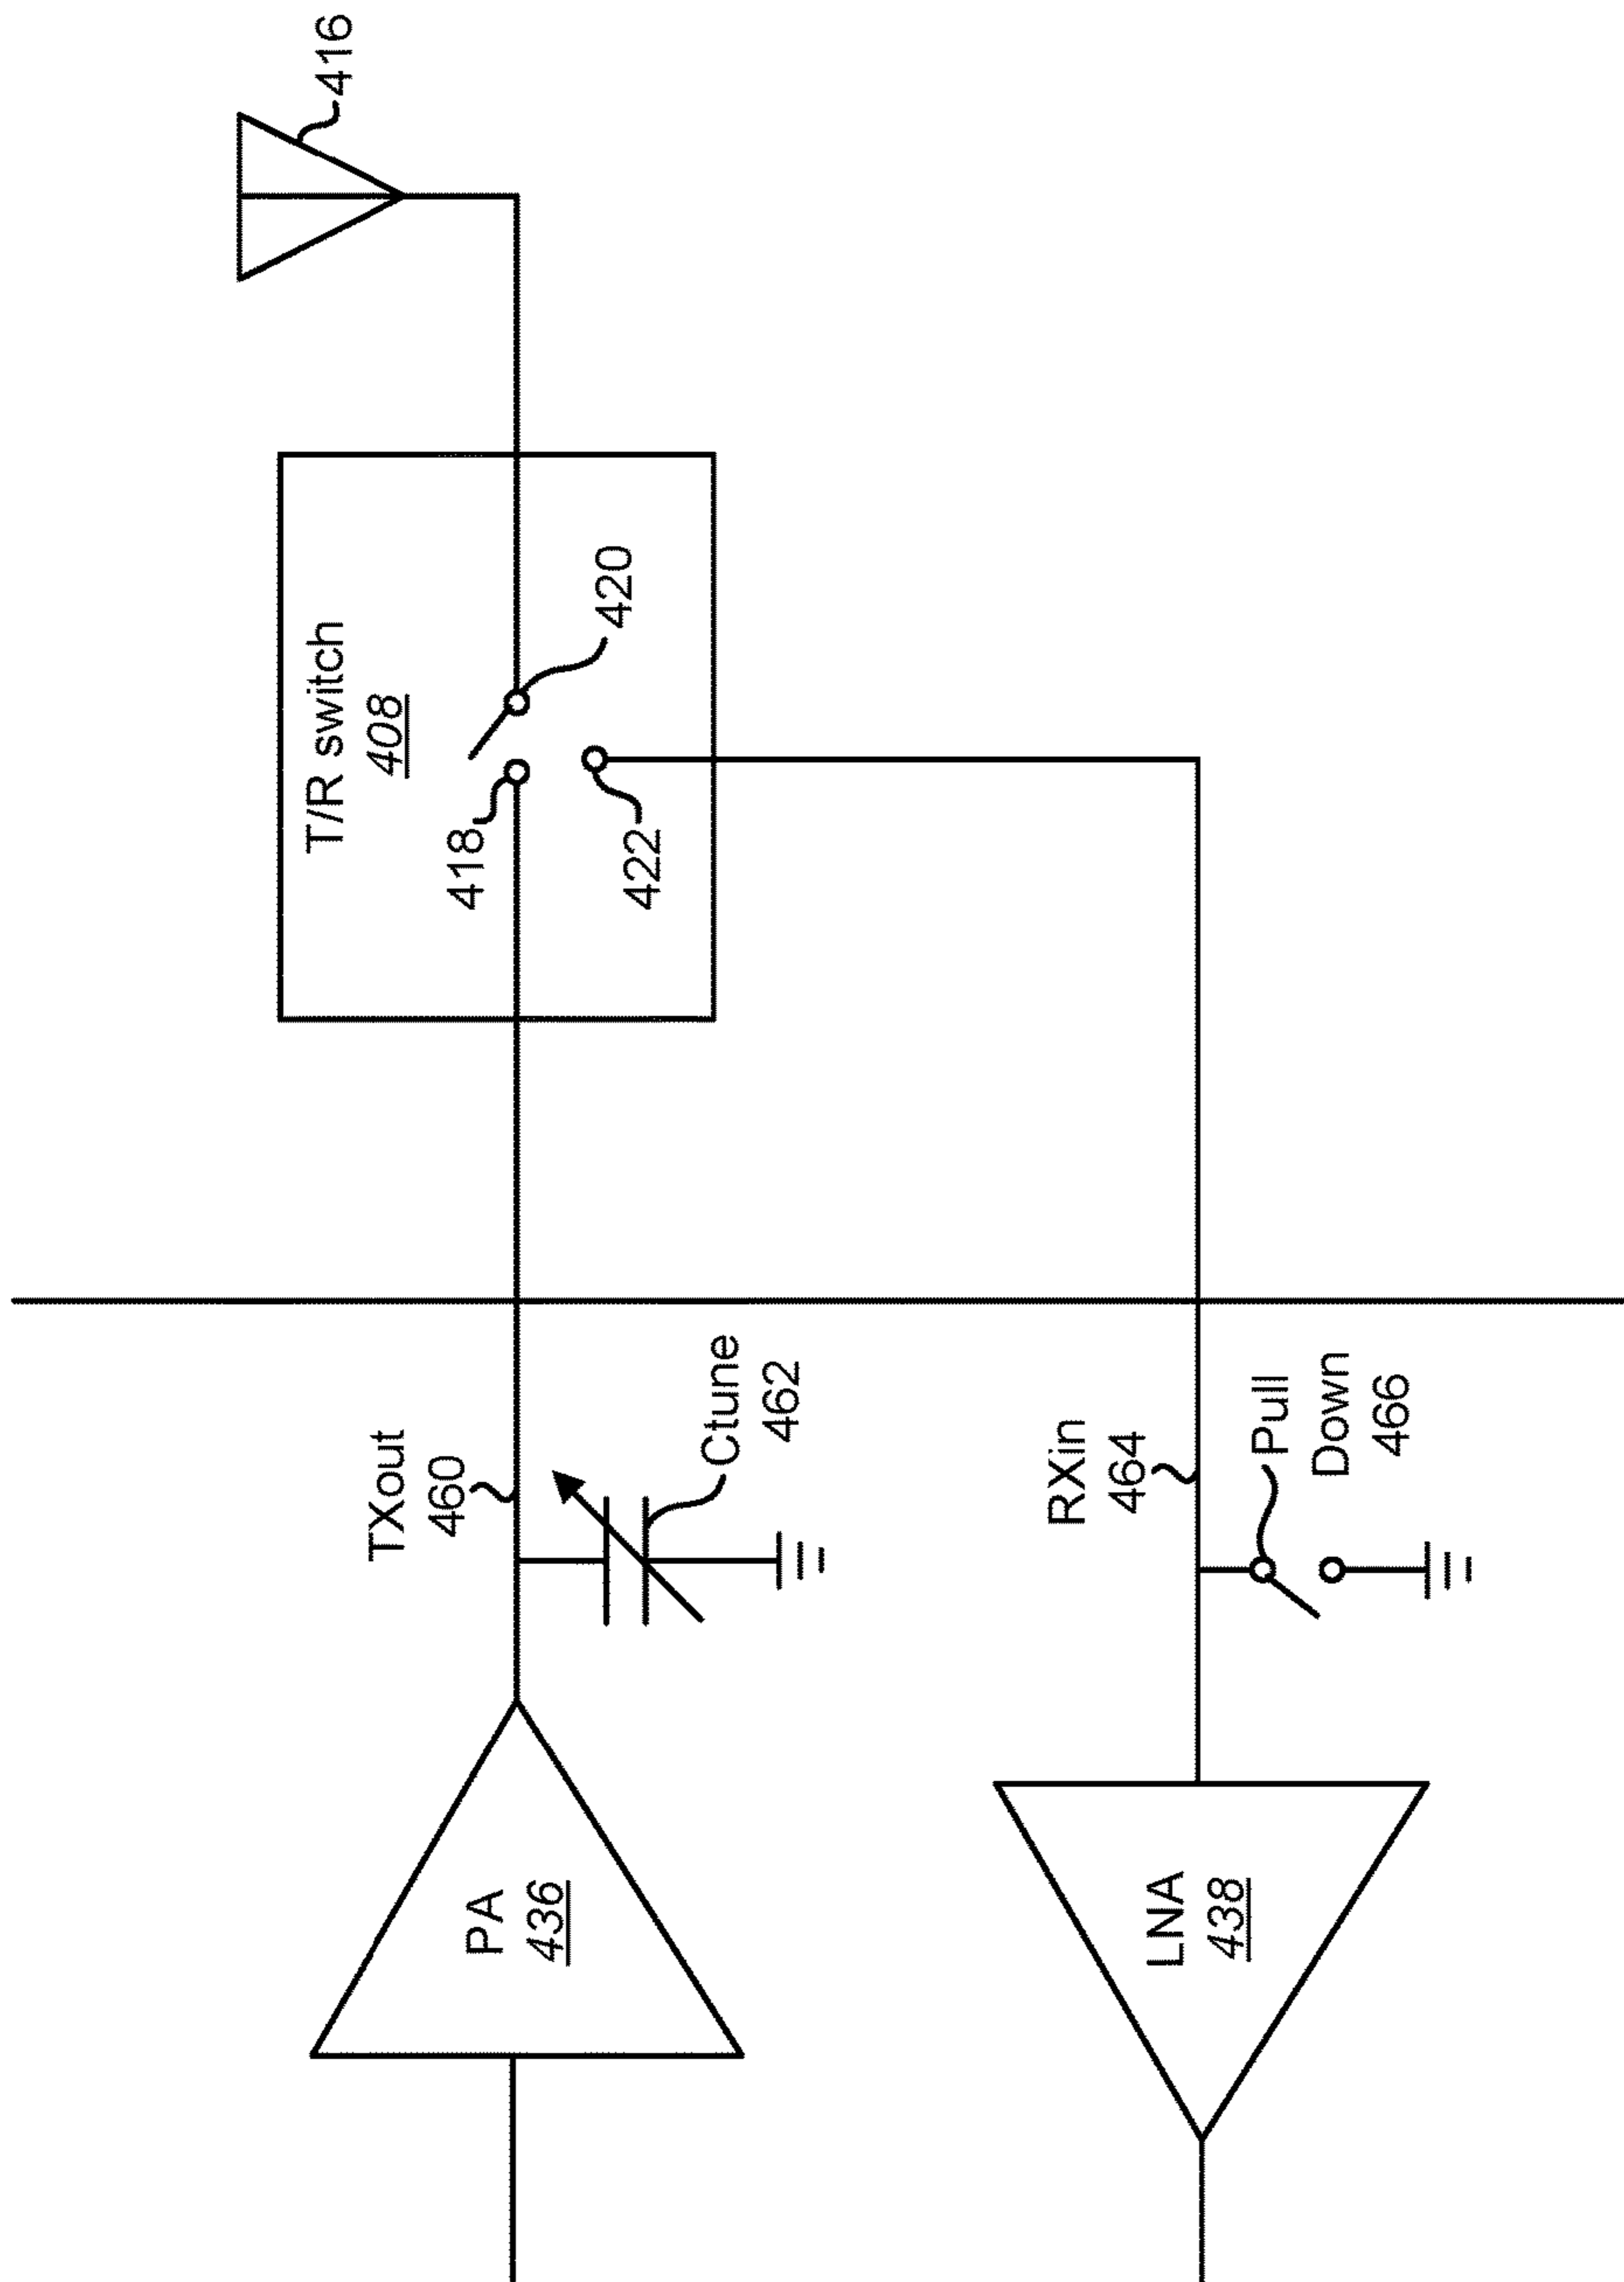 416
T/R switch
408
420
418
422
TXout
460
Ctune
462
RXin
464
Pull
Down
466
PA
436
LNA
438